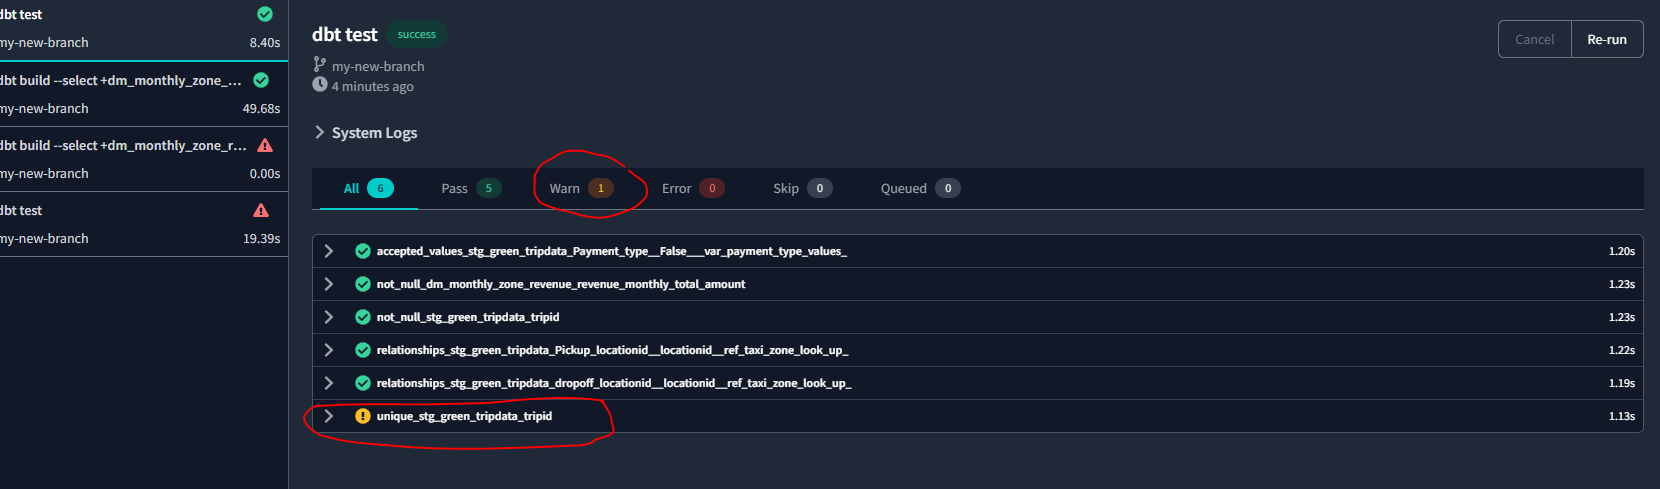 dbt test
my-new-branch 8.40s
dbt build --select +dm_monthly_zone_...
my-new-branch 49.68s
dbt build --select +dm_monthly_zone_r...
my-new-branch 0.00s
dbt test
my-new-branch 19.39s
dbt test success
my-new-branch
4 minutes ago
Cancel Re-run
System Logs
All 6 Pass 5 Warn 1 Error 0 Skip 0 Queued 0
accepted_values_stg_green_tripdata_Payment_type__False___var_payment_type_values_ 1.20s
not_null_dm_monthly_zone_revenue_revenue_monthly_total_amount 1.23s
not_null_stg_green_tripdata_tripid 1.23s
relationships_stg_green_tripdata_Pickup_locationid__locationid__ref_taxi_zone_look_up_ 1.22s
relationships_stg_green_tripdata_dropoff_locationid__locationid__ref_taxi_zone_look_up_ 1.19s
unique_stg_green_tripdata_tripid 1.13s